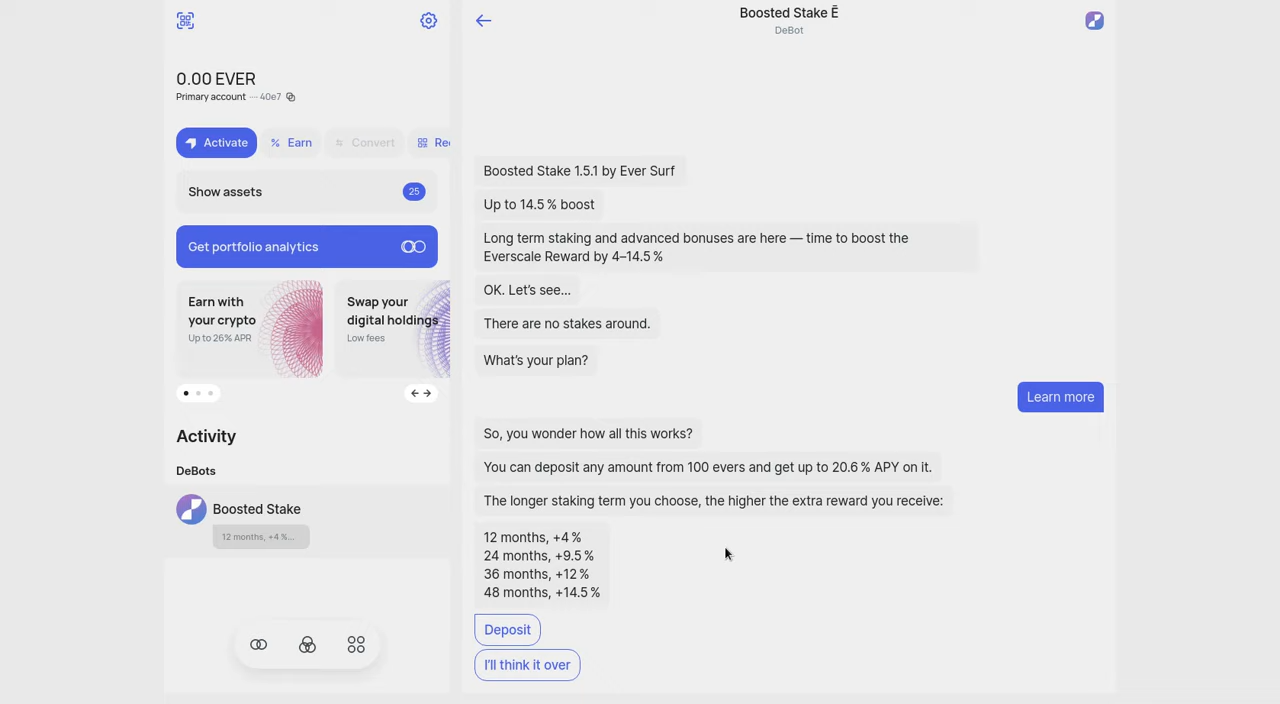 0.00 EVER
Primary account ···· 40e7
Activate
Earn
Convert
Show assets
25
Get portfolio analytics
Earn with
your crypto
Up to 26% APR
Swap your
digital holdings
Low fees
Activity
DeBots
Boosted Stake
12 months, +4 %...
Boosted Stake Ē
DeBot
Boosted Stake 1.5.1 by Ever Surf
Up to 14.5 % boost
Long term staking and advanced bonuses are here — time to boost the
Everscale Reward by 4–14.5 %
OK. Let's see...
There are no stakes around.
What's your plan?
Learn more
So, you wonder how all this works?
You can deposit any amount from 100 evers and get up to 20.6 % APY on it.
The longer staking term you choose, the higher the extra reward you receive:
12 months, +4 %
24 months, +9.5 %
36 months, +12 %
48 months, +14.5 %
Deposit
I'll think it over